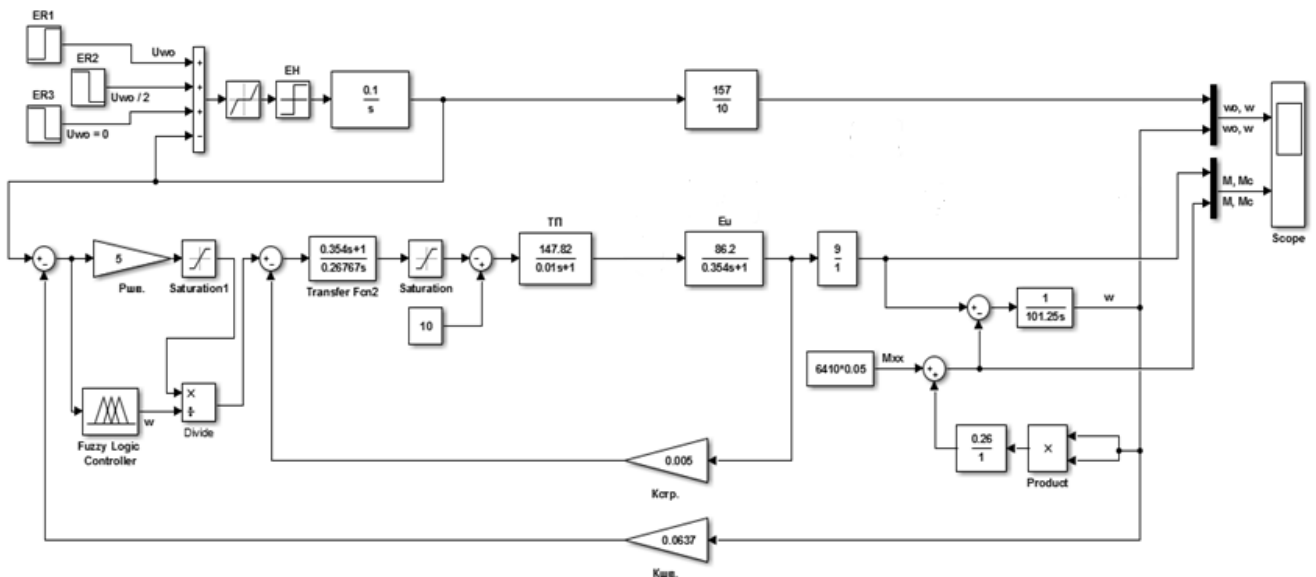 ER1
Uwo
ER2
Uwo / 2
ER3
Uwo = 0
+
+
+
−
EH
0.1
s
157
10
wo, w
wo, w
M, Mc
M, Mc
Scope
+
−
5
Ршв.
Saturation1
+
−
0.354s+1
0.26767s
Transfer Fcn2
Saturation
−
+
10
ТП
147.82
0.01s+1
Eu
86.2
0.354s+1
9
1
+
−
1
101.25s
w
6410*0.05
Mxx
+
+
0.26
1
×
Product
Fuzzy Logic
Controller
w
×
÷
Divide
0.005
Кстр.
0.0637
Кшв.